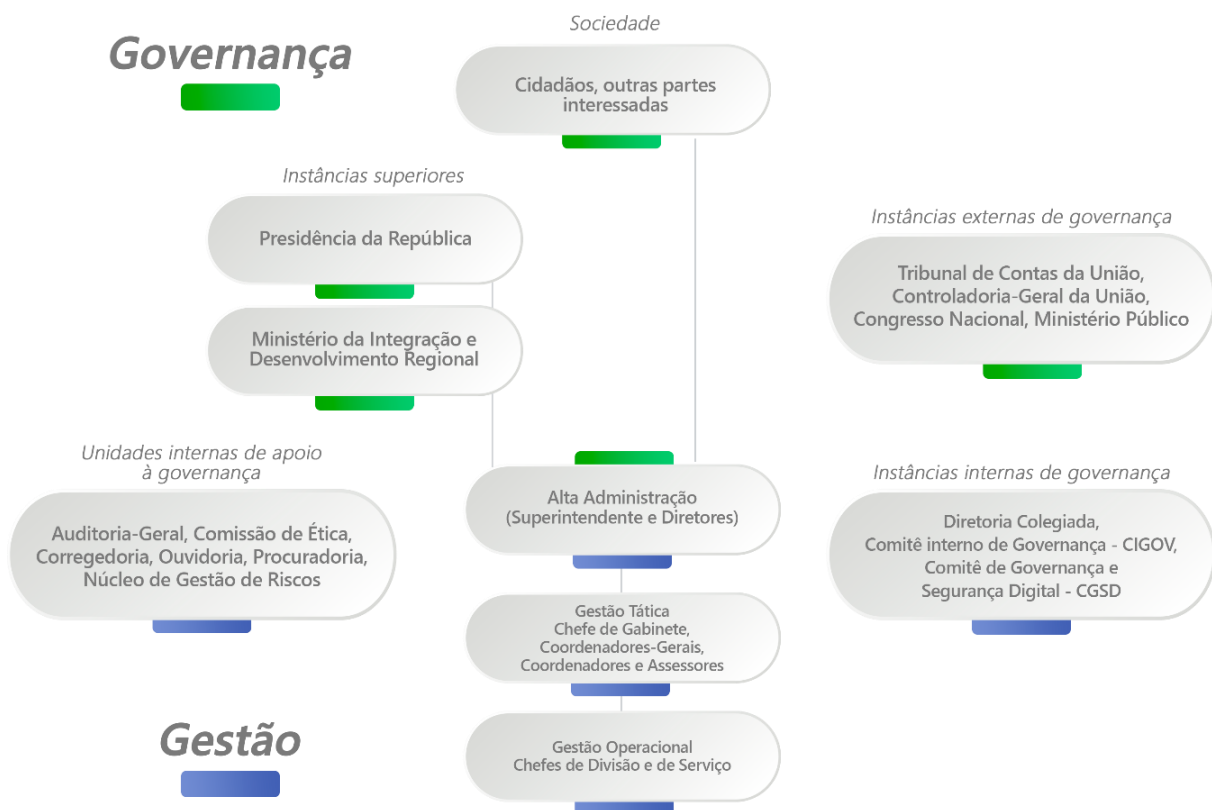 Governança
Sociedade
Cidadãos, outras partes
interessadas
Instâncias superiores
Presidência da República
Ministério da Integração e
Desenvolvimento Regional
Instâncias externas de governança
Tribunal de Contas da União,
Controladoria-Geral da União,
Congresso Nacional, Ministério Público
Unidades internas de apoio
à governança
Auditoria-Geral, Comissão de Ética,
Corregedoria, Ouvidoria, Procuradoria,
Núcleo de Gestão de Riscos
Alta Administração
(Superintendente e Diretores)
Instâncias internas de governança
Diretoria Colegiada,
Comitê interno de Governança - CIGOV,
Comitê de Governança e
Segurança Digital - CGSD
Gestão Tática
Chefe de Gabinete,
Coordenadores-Gerais,
Coordenadores e Assessores
Gestão
Gestão Operacional
Chefes de Divisão e de Serviço